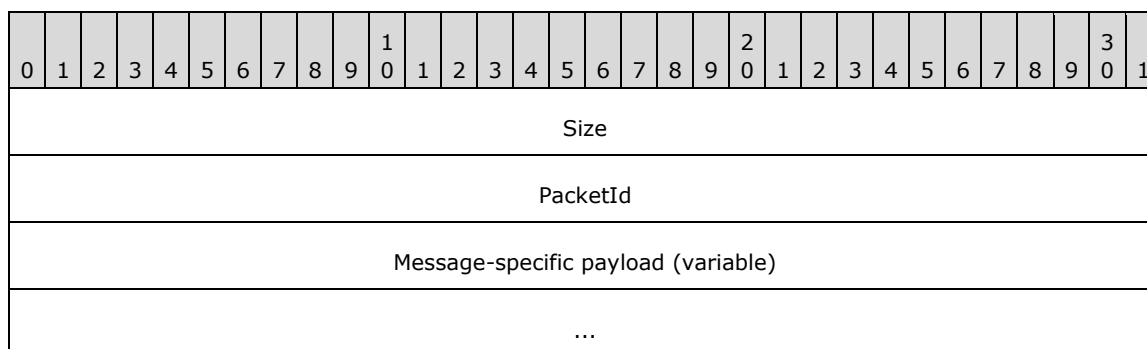 1 2 3
0 1 2 3 4 5 6 7 8 9 0 1 2 3 4 5 6 7 8 9 0 1 2 3 4 5 6 7 8 9 0 1
Size
PacketId
Message-specific payload (variable)
...